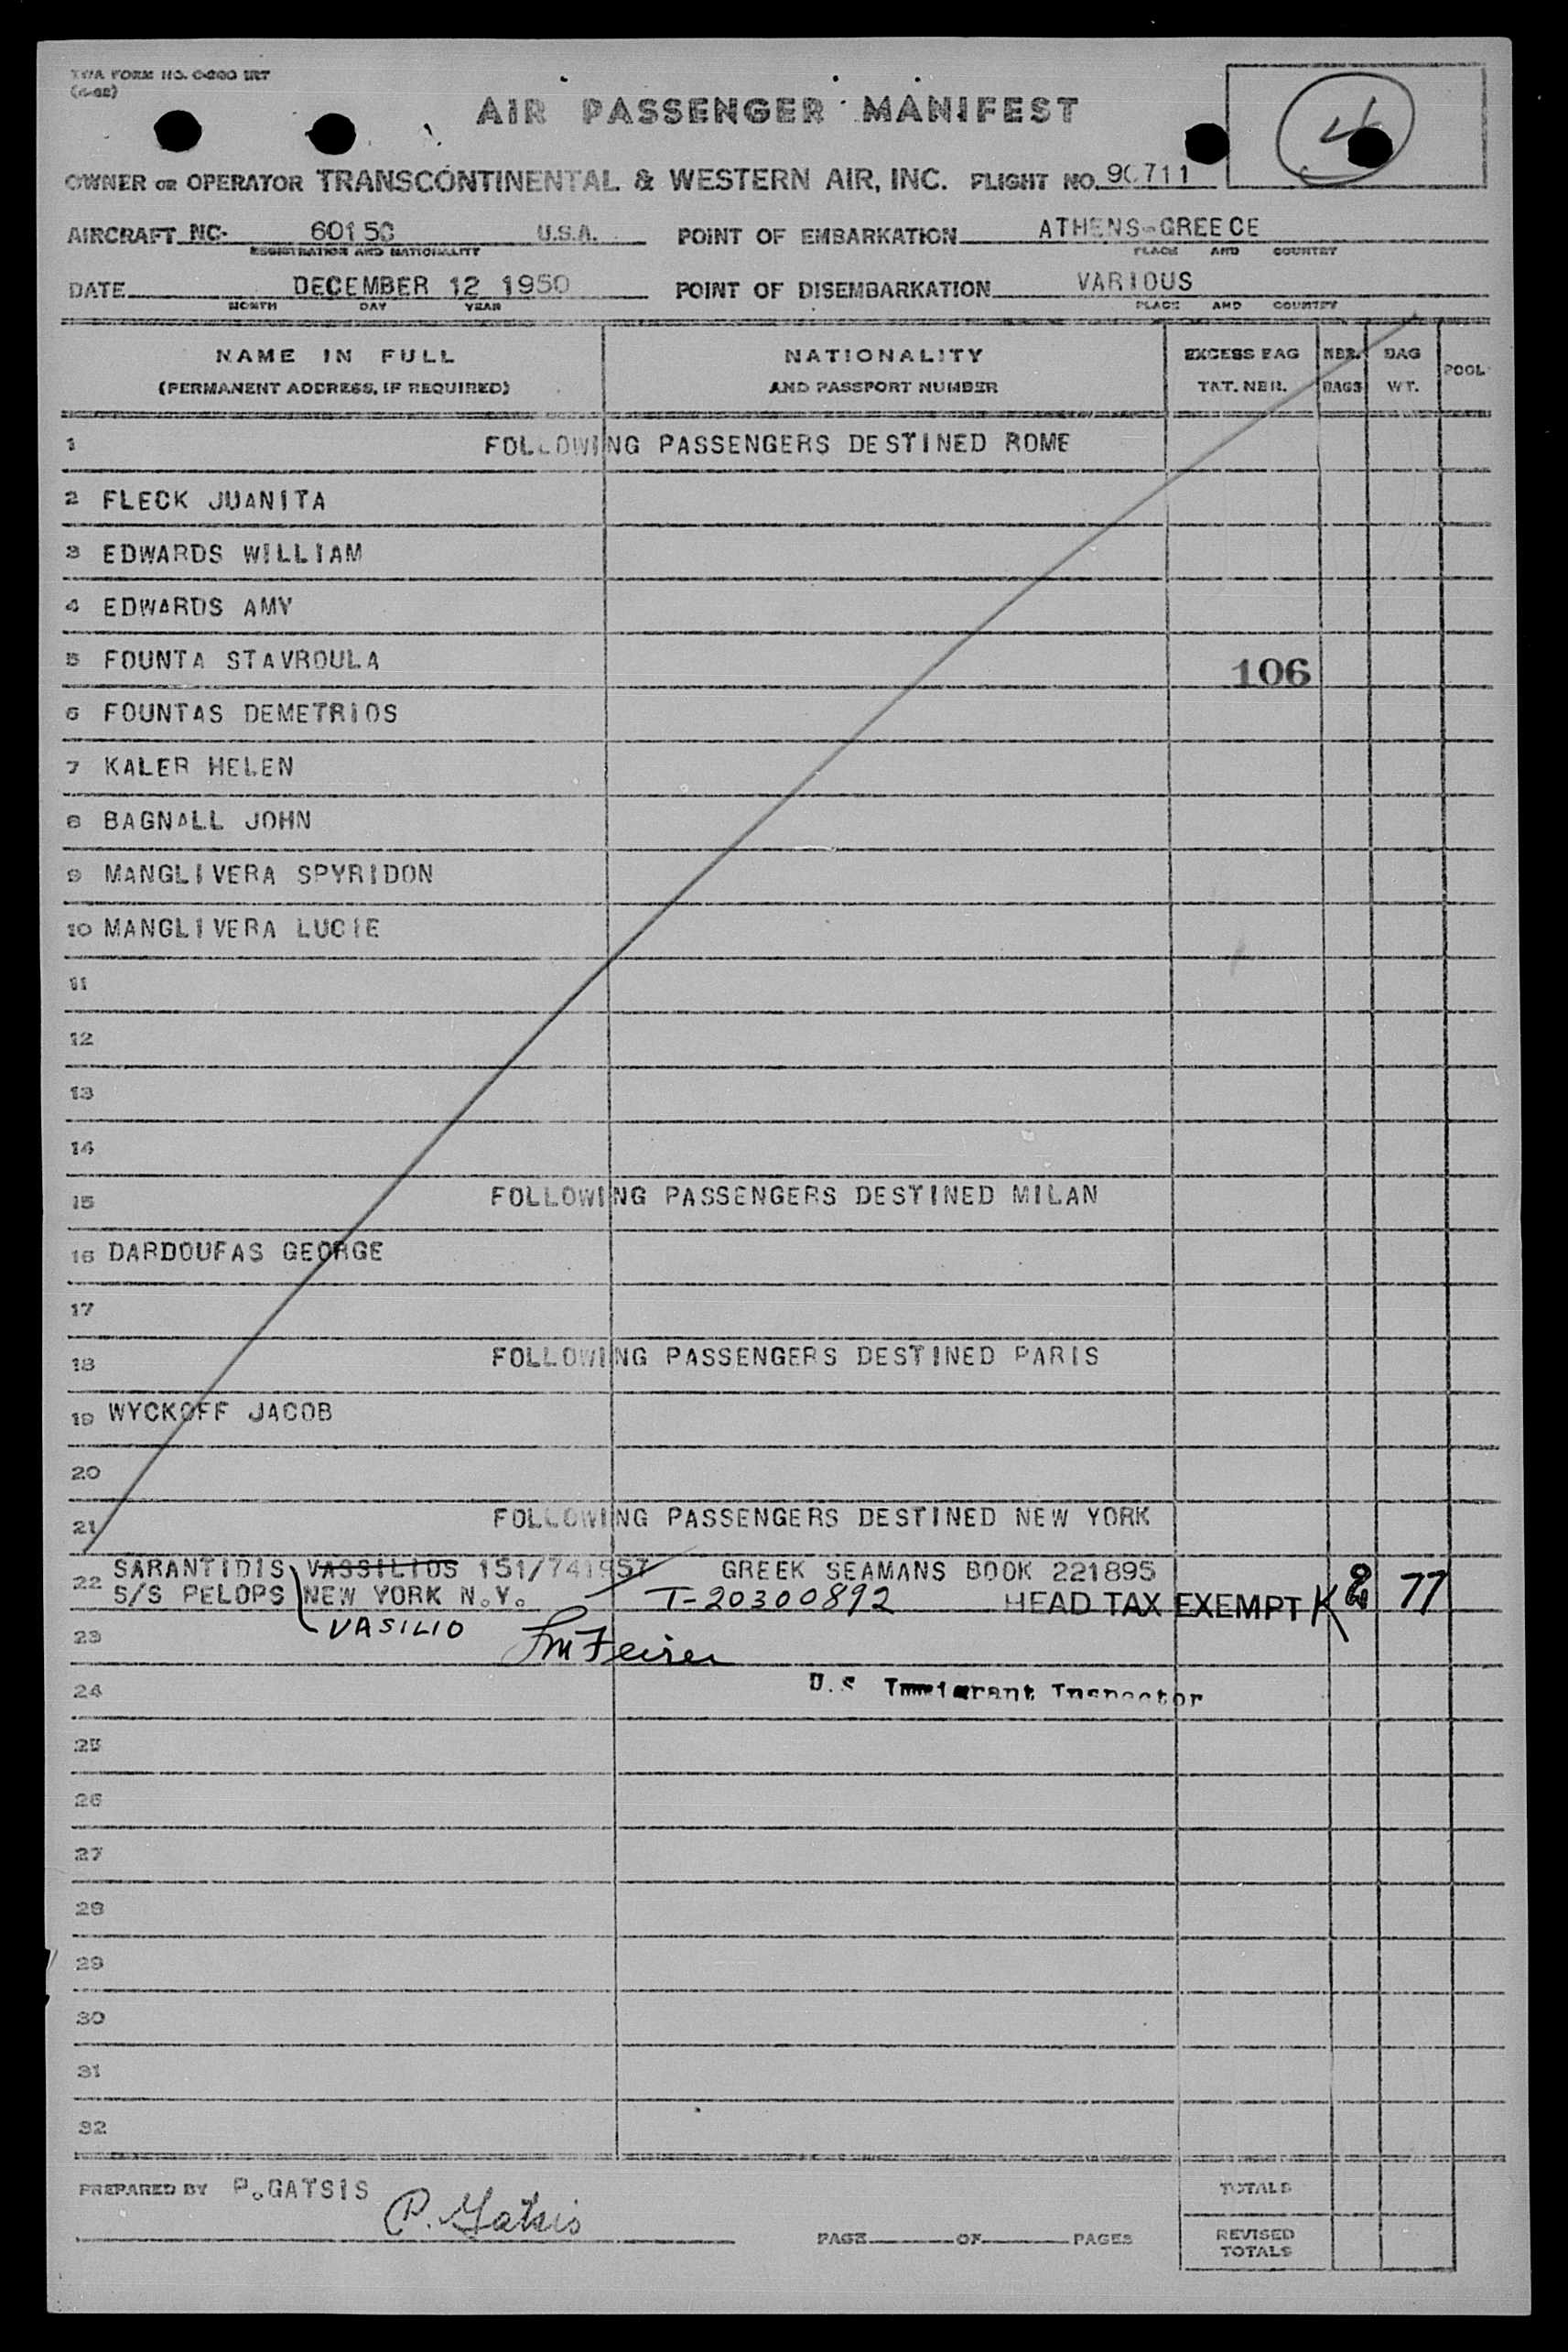 TWA FORM NO.
4
AIR PASSENGER MANIFEST
OWNER OR OPERATOR TRANSCONTINENTAL & WESTERN AIR, INC. FLIGHT NO. 90711
AIRCRAFT NC- U.S.A. POINT OF EMBARKATION ATHENS-GREECE
REGISTRATION AND NATIONALITY PLACE AND COUNTRY
DATE DECEMBER 12 1950 POINT OF DISEMBARKATION VARIOUS
MONTH DAY YEAR PLACE AND COUNTRY
NAME IN FULL NATIONALITY EXCESS BAG NBR. BAG POOL
(PERMANENT ADDRESS, IF REQUIRED) AND PASSPORT NUMBER TKT. NBR. BAGS WT.
1 FOLLOWING PASSENGERS DESTINED ROME
2 FLECK JUANITA
3 EDWARDS WILLIAM
4 EDWARDS AMY
5 FOUNTA STAVROULA 106
6 FOUNTAS DEMETRIOS
7 KALER HELEN
8 BAGNALL JOHN
9 MANGLIVERA SPYRIDON
10 MANGLIVERA LUCIE
11
12
13
14
15 FOLLOWING PASSENGERS DESTINED MILAN
16 DARDOUFAS GEORGE
17
18 FOLLOWING PASSENGERS DESTINED PARIS
19 WYCKOFF JACOB
20
21 FOLLOWING PASSENGERS DESTINED NEW YORK
22 SARANTIDIS VASSILIOS 151/741957 GREEK SEAMANS BOOK 221895
S/S PELOPS NEW YORK N.Y. T-20300892 HEAD TAX EXEMPT K 2 77
23 VASILIO
24 U.S Immigrant Inspector
25
26
27
28
29
30
31
32
PREPARED BY P.GATSIS TOTALS
P. Gatsis
PAGE OF PAGES REVISED
TOTALS